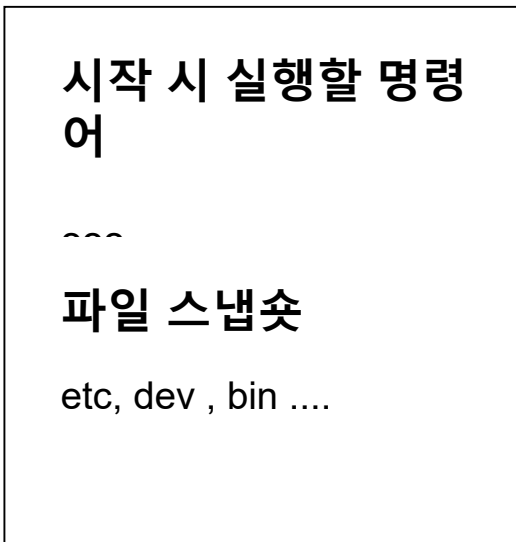 시작 시 실행할 명령
어
파일 스냅숏
etc, dev , bin ....